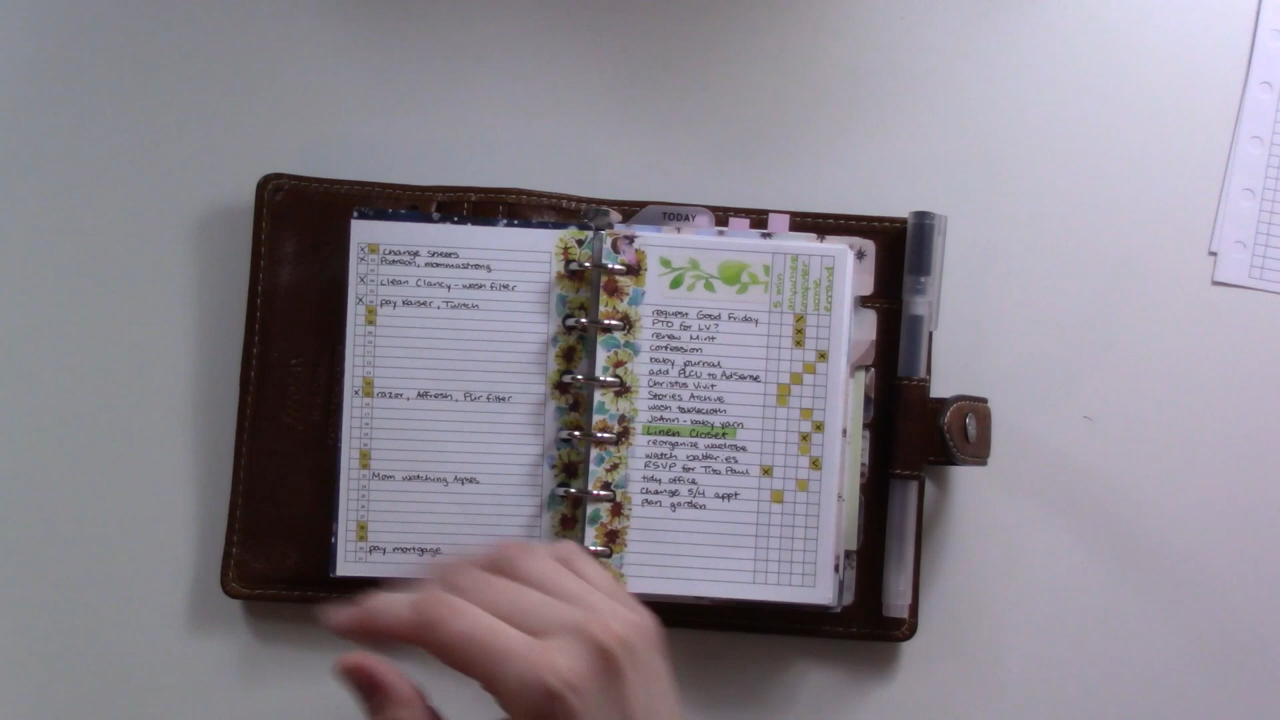 change sheets
Patreon, mommastrong
clean Clancy - wash filter
pay Kaiser, Twitch
razor, Affresh, Pür filter
Mom watching Agnes
pay mortgage
TODAY
5 min
anywhere
computer
home
errand
request Good Friday
PTO for LV?
renew Mint
confession
baby journal
add PLCU to AdSense
Christus Vivit
Stories Archive
wash tablecloth
JoAnn - baby yarn
Linen Closet
reorganize wardrobe
watch batteries
RSVP for Tito Paul
tidy office
change 5/4 appt
plan garden